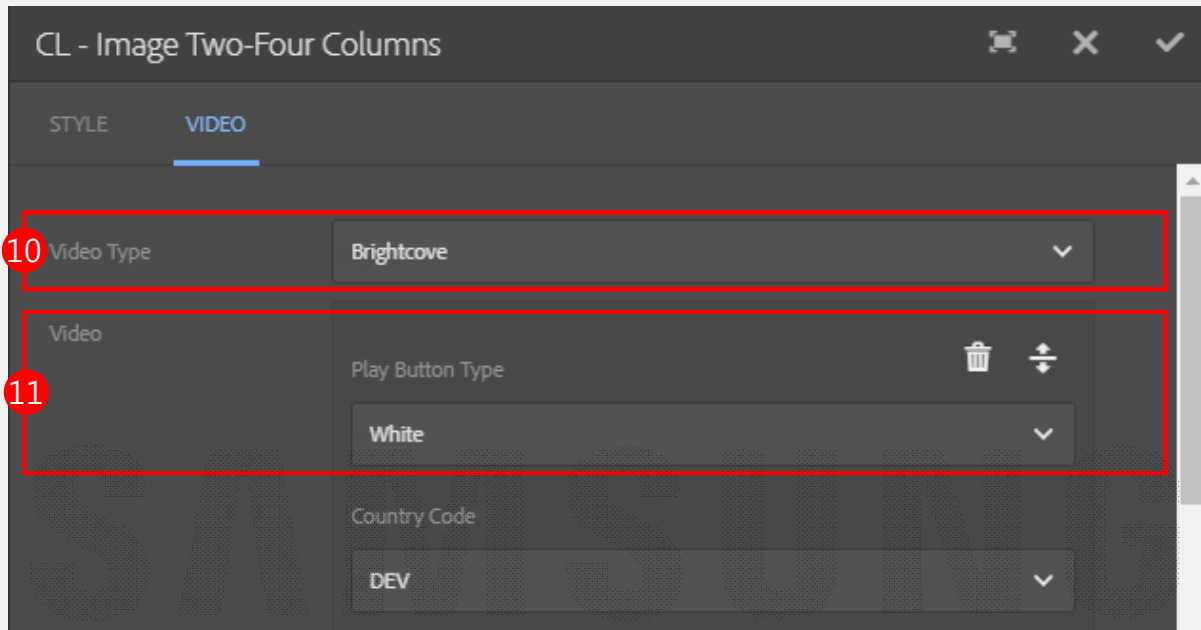 CL - Image Two-Four Columns
STYLE VIDEO
10 Video Type Brightcove
Video
Play Button Type
11
White
SAMSUNG
Country Code
DEV